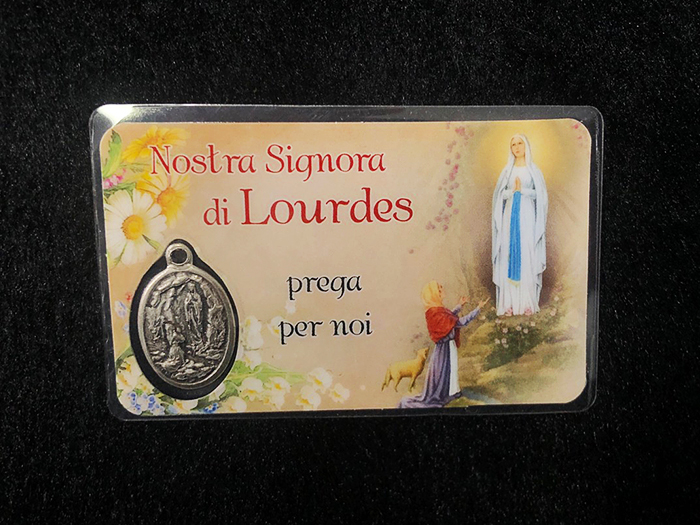 Nostra Signora
di Lourdes
prega
per noi